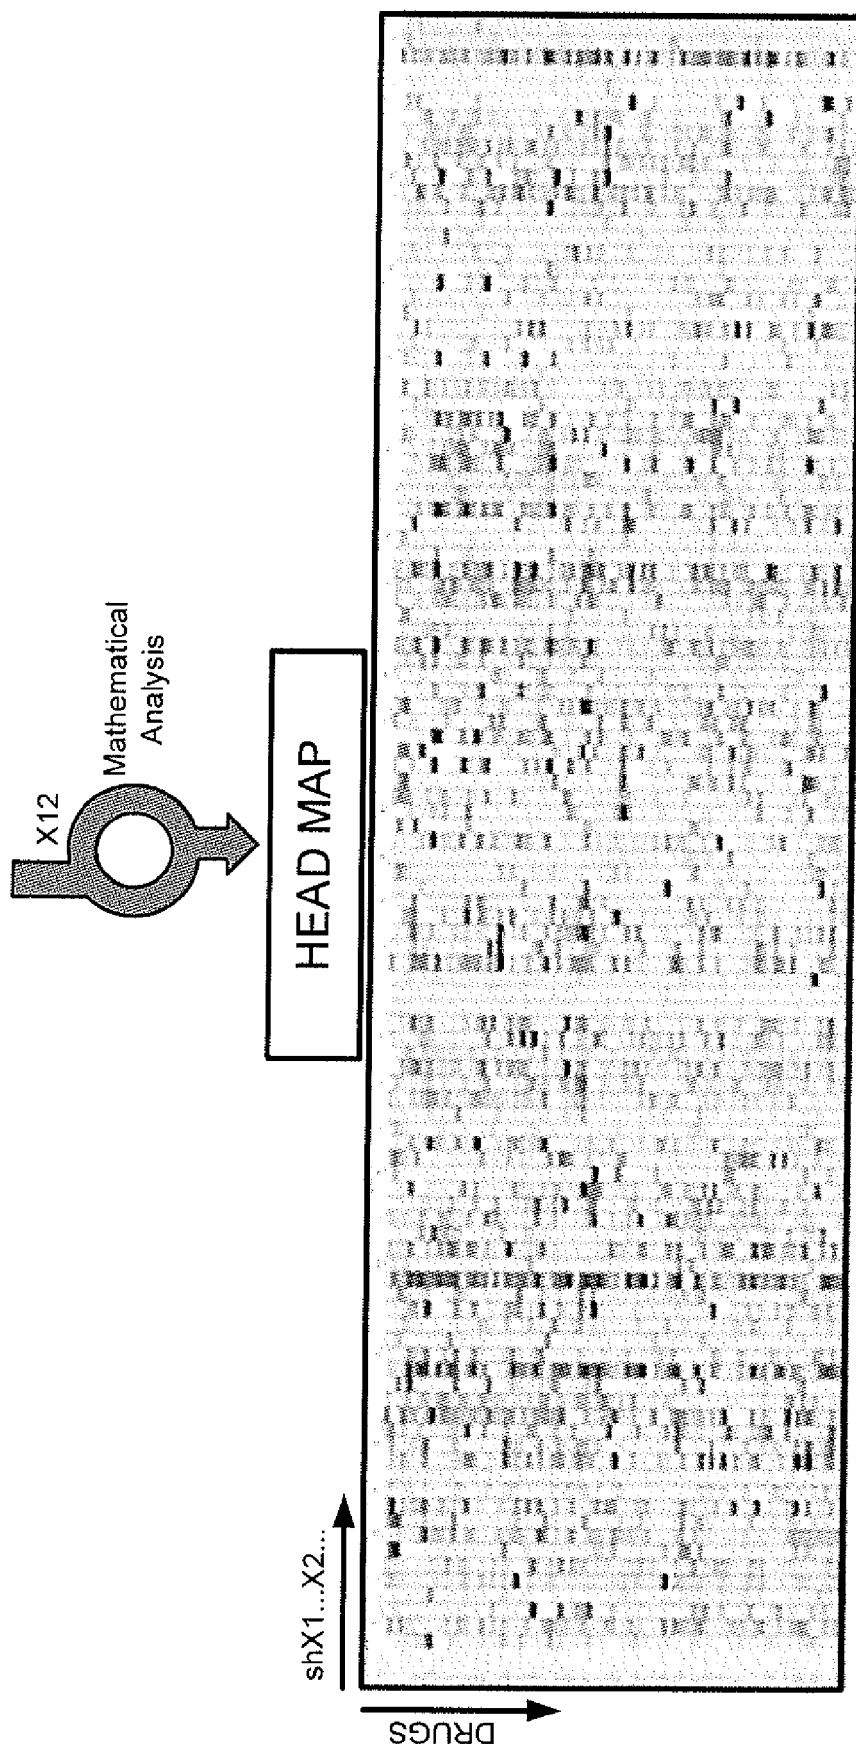 X12
Mathematical
Analysis
HEAD MAP
shX1...X2...
DRUGS